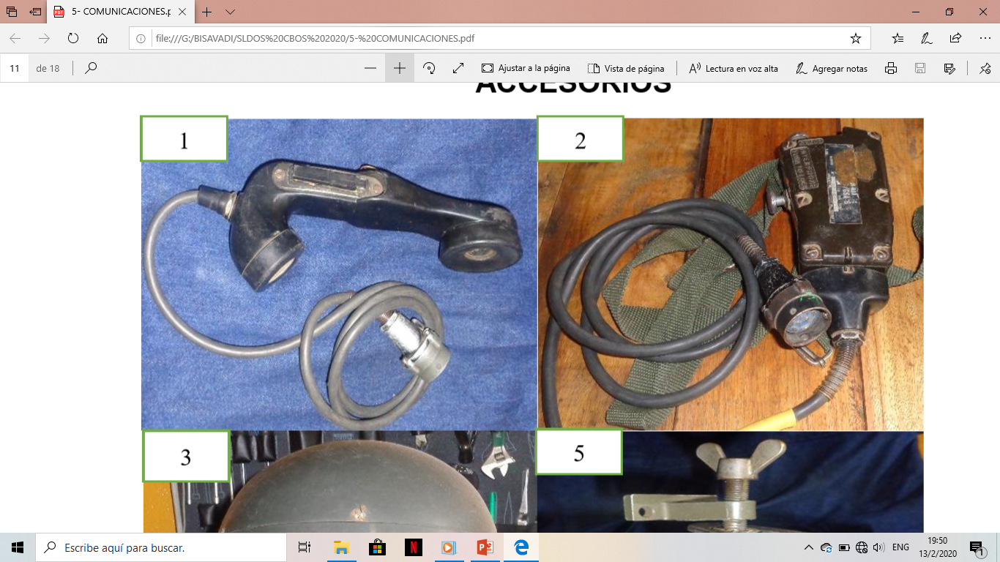 5- COMUNICACIONES.p
file:///G:/BISAVADI/SLDOS%20CBOS%202020/5-%20COMUNICACIONES.pdf
11 de 18
Ajustar a la página
Vista de página
Lectura en voz alta
Agregar notas
ACCESORIOS
1
2
3
5
Escribe aquí para buscar.
ENG
19:50
13/2/2020
1